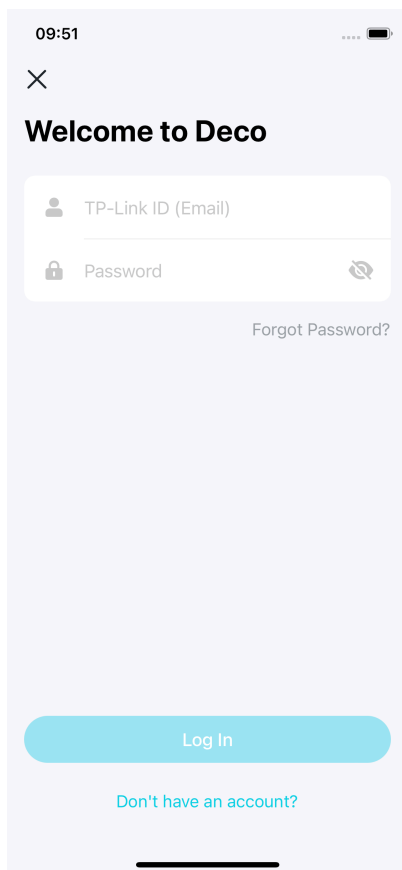 09:51
Welcome to Deco
TP-Link ID (Email)
Password
Forgot Password?
Log In
Don't have an account?